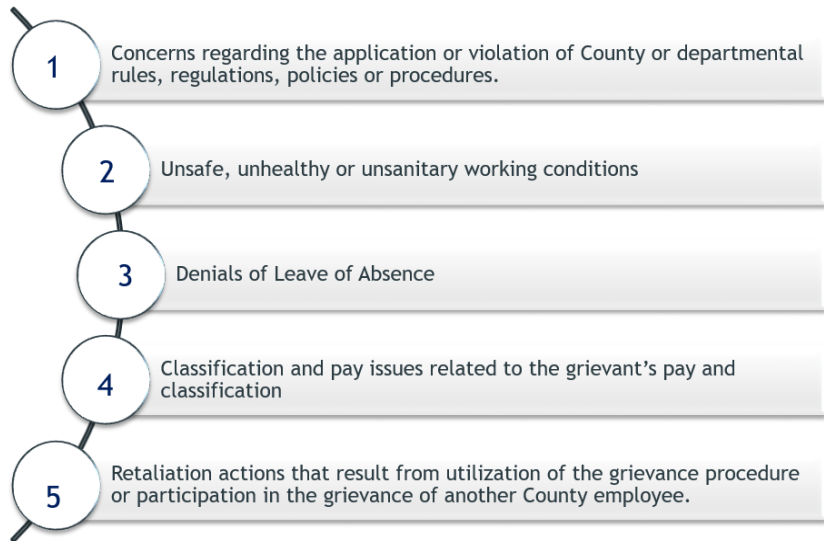 1
Concerns regarding the application or violation of County or departmental
rules, regulations, policies or procedures.
2
Unsafe, unhealthy or unsanitary working conditions
3
Denials of Leave of Absence
4
Classification and pay issues related to the grievant’s pay and
classification
5
Retaliation actions that result from utilization of the grievance procedure
or participation in the grievance of another County employee.